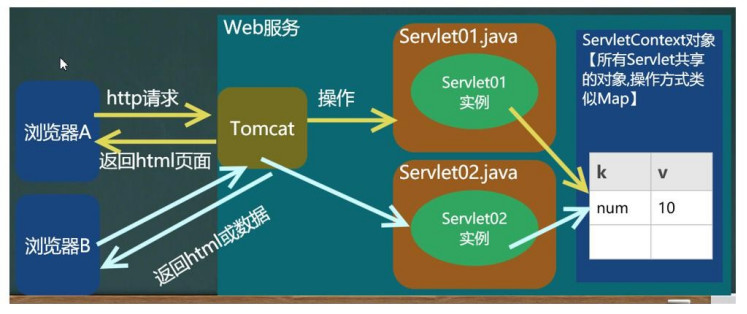 Web服务
Servlet01.java
ServletContext对象
【所有Servlet共享
的对象,操作方式类
似Map】
http请求
操作
Servlet01
实例
浏览器A
Tomcat
返回html页面
Servlet02.java
k v
num 10
Servlet02
实例
浏览器B
返回html或数据